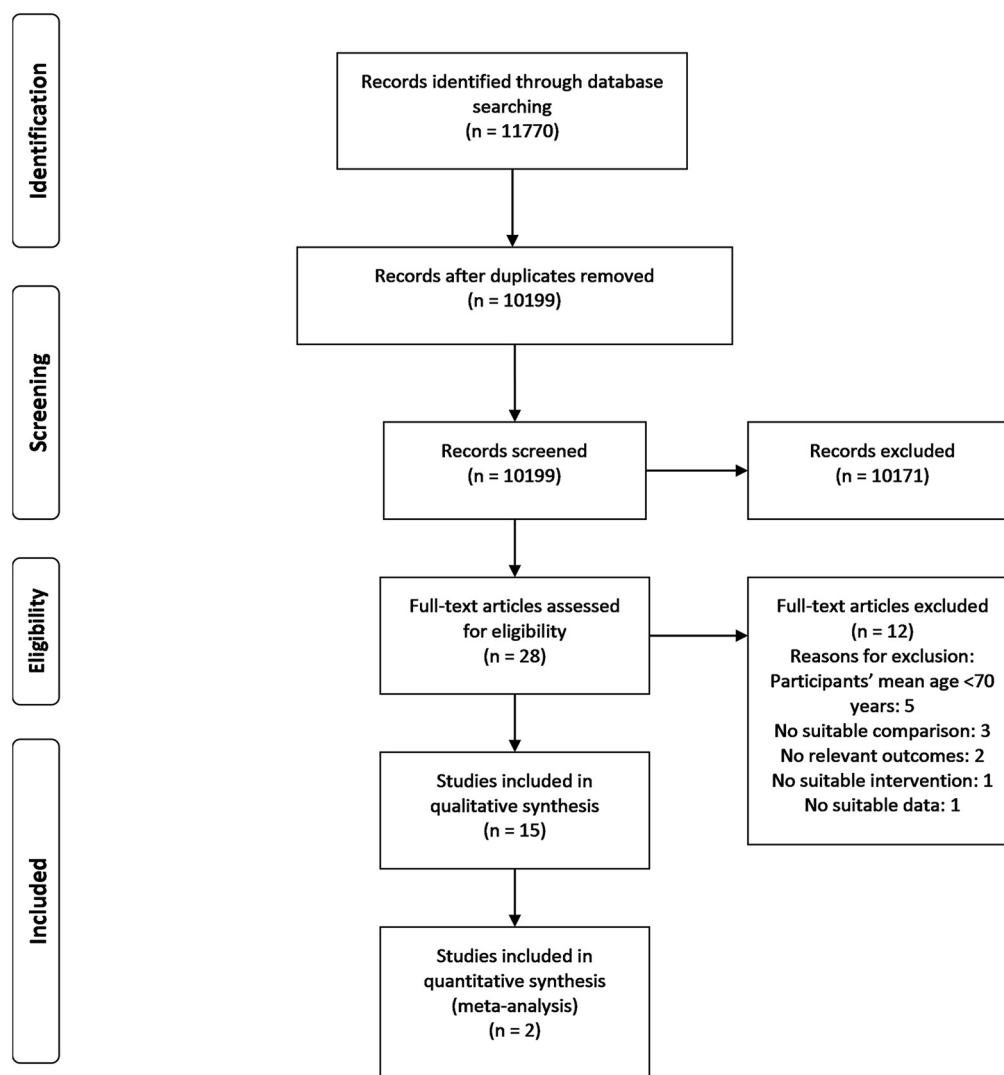 Identification
Records identified through database
searching
(n = 11770)
Records after duplicates removed
(n = 10199)
Screening
Records screened
(n = 10199)
Records excluded
(n = 10171)
Eligibility
Full-text articles assessed
for eligibility
(n = 28)
Full-text articles excluded
(n = 12)
Reasons for exclusion:
Participants’ mean age <70
years: 5
No suitable comparison: 3
No relevant outcomes: 2
No suitable intervention: 1
No suitable data: 1
Included
Studies included in
qualitative synthesis
(n = 15)
Studies included in
quantitative synthesis
(meta-analysis)
(n = 2)